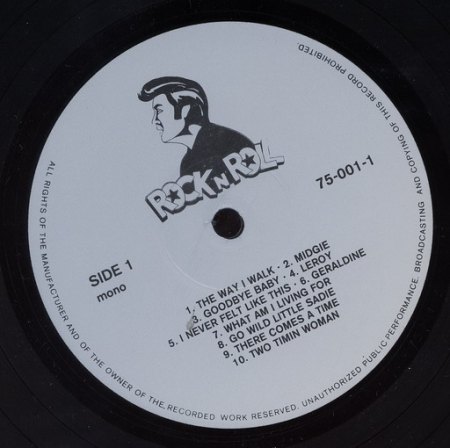 ROCK N ROLL
75-001-1
SIDE 1
mono
1. THE WAY I WALK · 2. MIDGIE
3. GOODBYE BABY · 4. LEROY
5. I NEVER FELT LIKE THIS · 6. GERALDINE
7. WHAT AM I LIVING FOR
8. GO WILD LITTLE SADIE
9. THERE COMES A TIME
10. TWO TIMIN WOMAN
ALL RIGHTS OF THE MANUFACTURER AND OF THE OWNER OF THE RECORDED WORK RESERVED. UNAUTHORIZED PUBLIC PERFORMANCE, BROADCASTING AND COPYING OF THIS RECORD PROHIBITED.